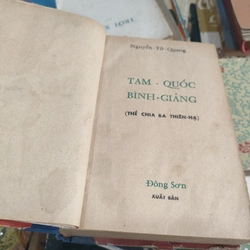 Nguyễn Tử Quang
TAM - QUỐC
BÌNH - GIẢNG
(THẾ CHIA BA THIÊN-HẠ)
Đông Sơn
XUẤT BẢN